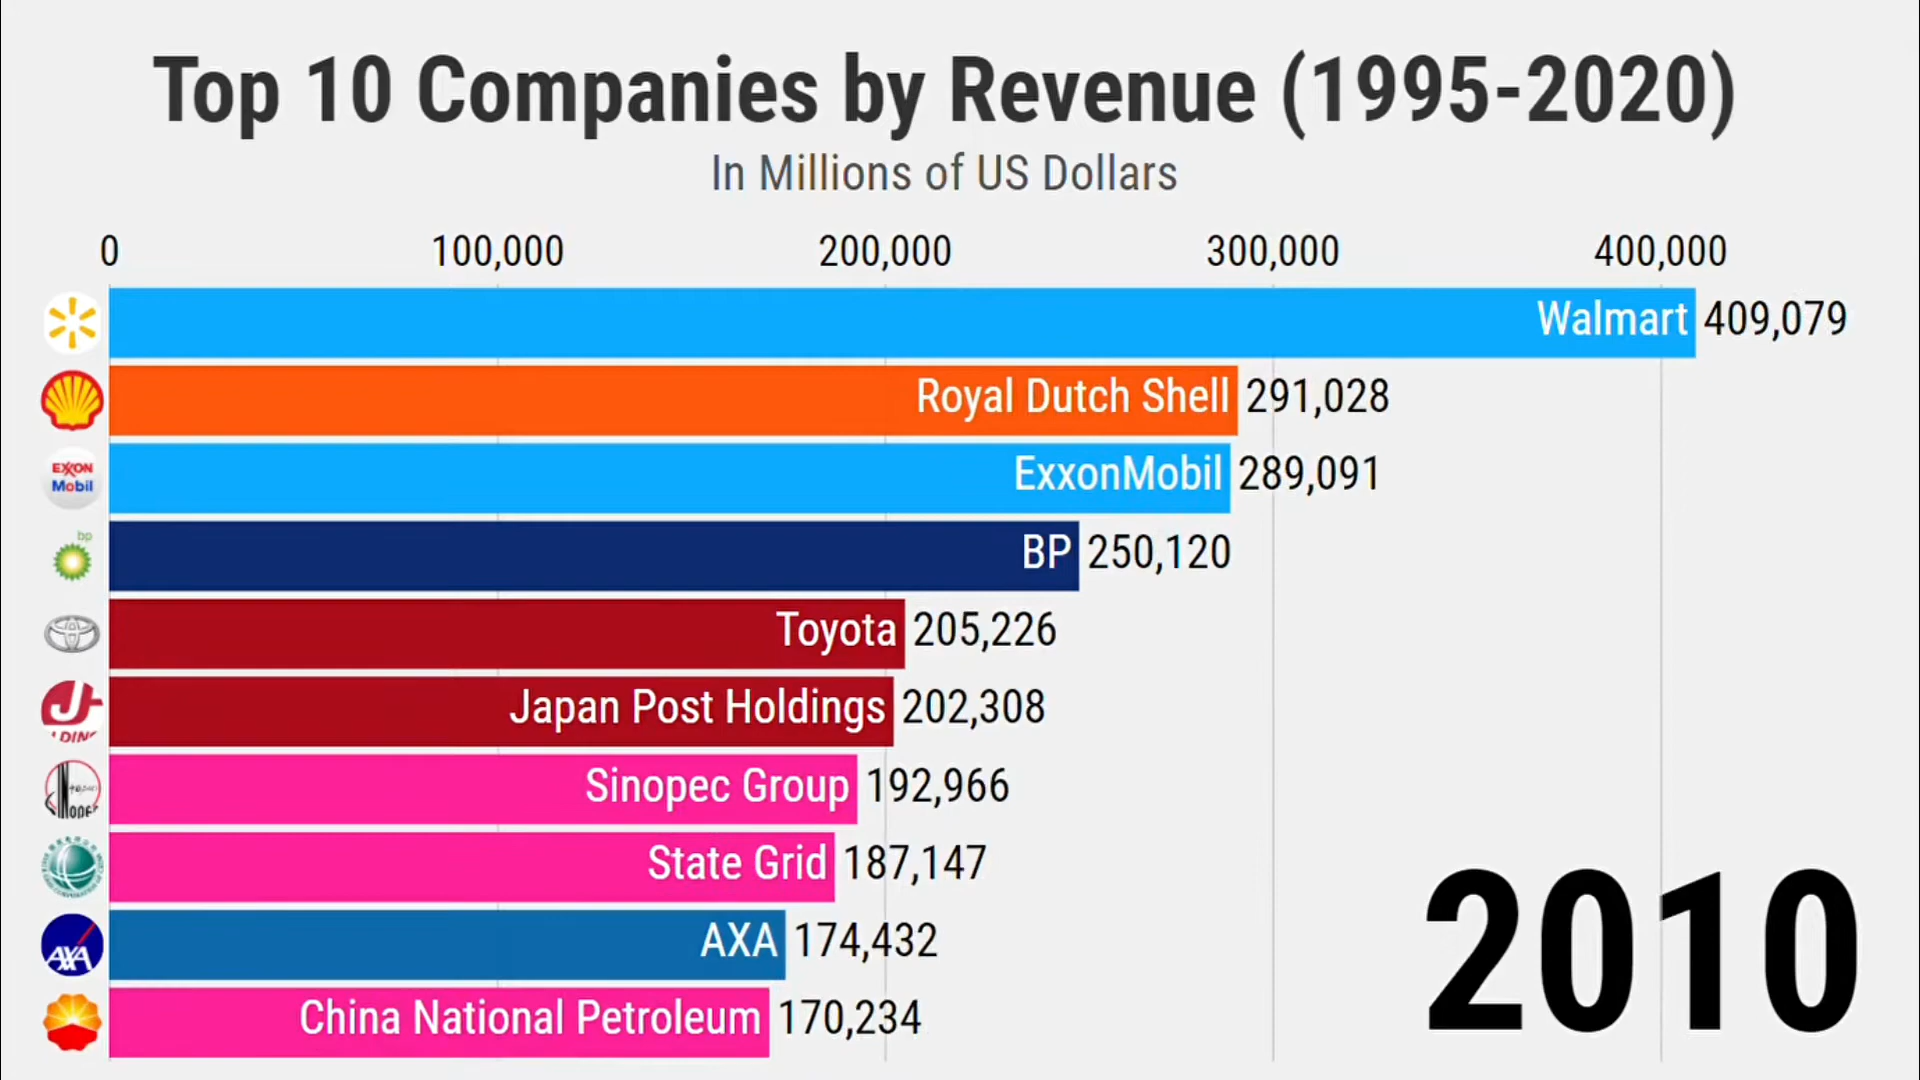 Top 10 Companies by Revenue (1995-2020)
In Millions of US Dollars
0 100,000 200,000 300,000 400,000
Walmart 409,079
Royal Dutch Shell 291,028
EXXON
Mobil
ExxonMobil 289,091
bp
BP 250,120
Toyota 205,226
Japan Post Holdings 202,308
Sinopec Group 192,966
State Grid 187,147
AXA
AXA 174,432
China National Petroleum 170,234
2010